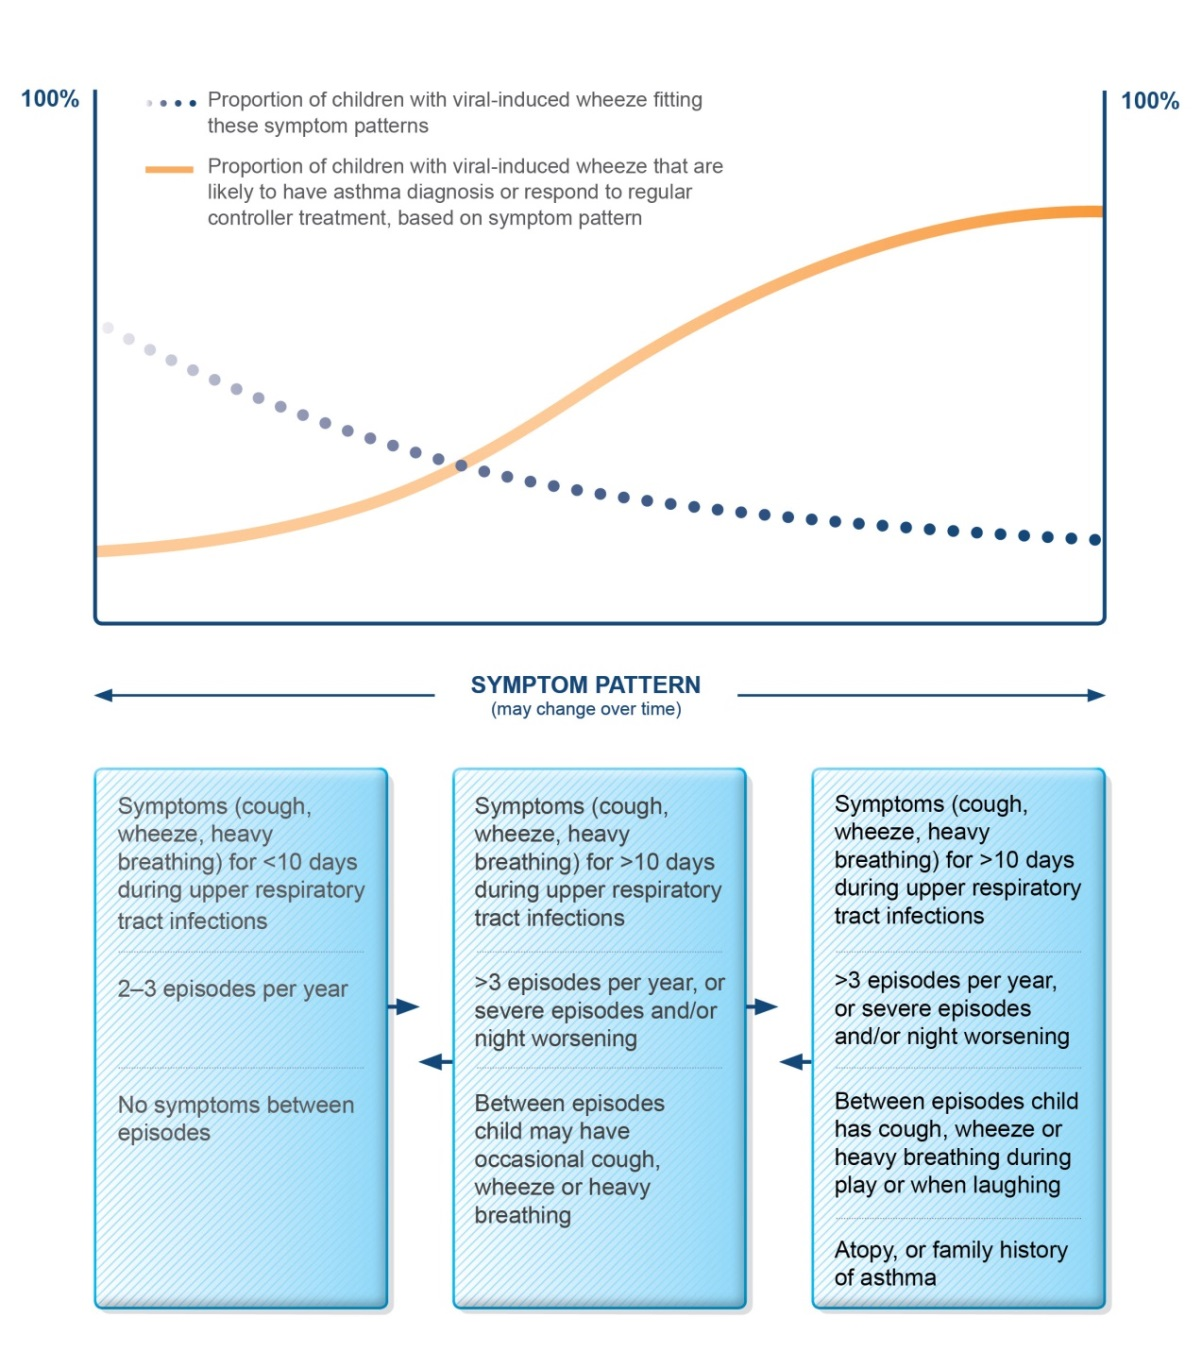 100%
100%
Proportion of children with viral-induced wheeze fitting
these symptom patterns
Proportion of children with viral-induced wheeze that are
likely to have asthma diagnosis or respond to regular
controller treatment, based on symptom pattern
SYMPTOM PATTERN
(may change over time)
Symptoms (cough,
wheeze, heavy
breathing) for <10 days
during upper respiratory
tract infections
2–3 episodes per year
No symptoms between
episodes
Symptoms (cough,
wheeze, heavy
breathing) for >10 days
during upper respiratory
tract infections
>3 episodes per year, or
severe episodes and/or
night worsening
Between episodes
child may have
occasional cough,
wheeze or heavy
breathing
Symptoms (cough,
wheeze, heavy
breathing) for >10 days
during upper respiratory
tract infections
>3 episodes per year,
or severe episodes
and/or night worsening
Between episodes child
has cough, wheeze or
heavy breathing during
play or when laughing
Atopy, or family history
of asthma